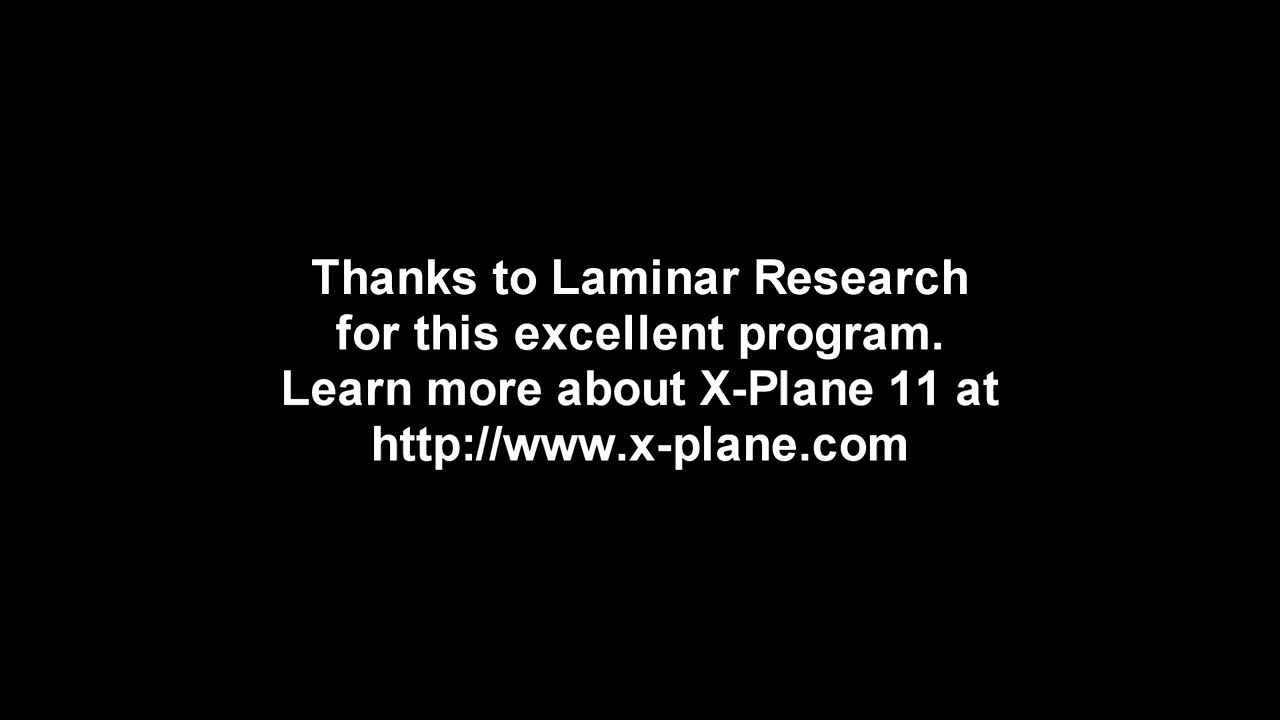 Thanks to Laminar Research
for this excellent program.
Learn more about X-Plane 11 at
http://www.x-plane.com